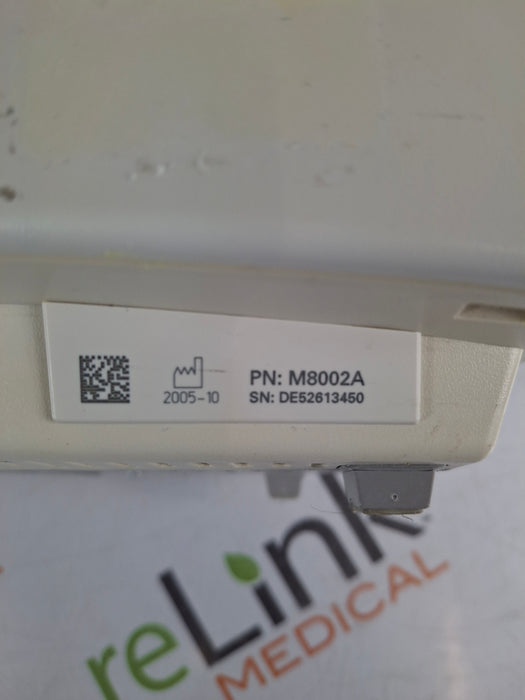 PN: M8002A
2005-10 SN: DE52613450
reLink
MEDICAL